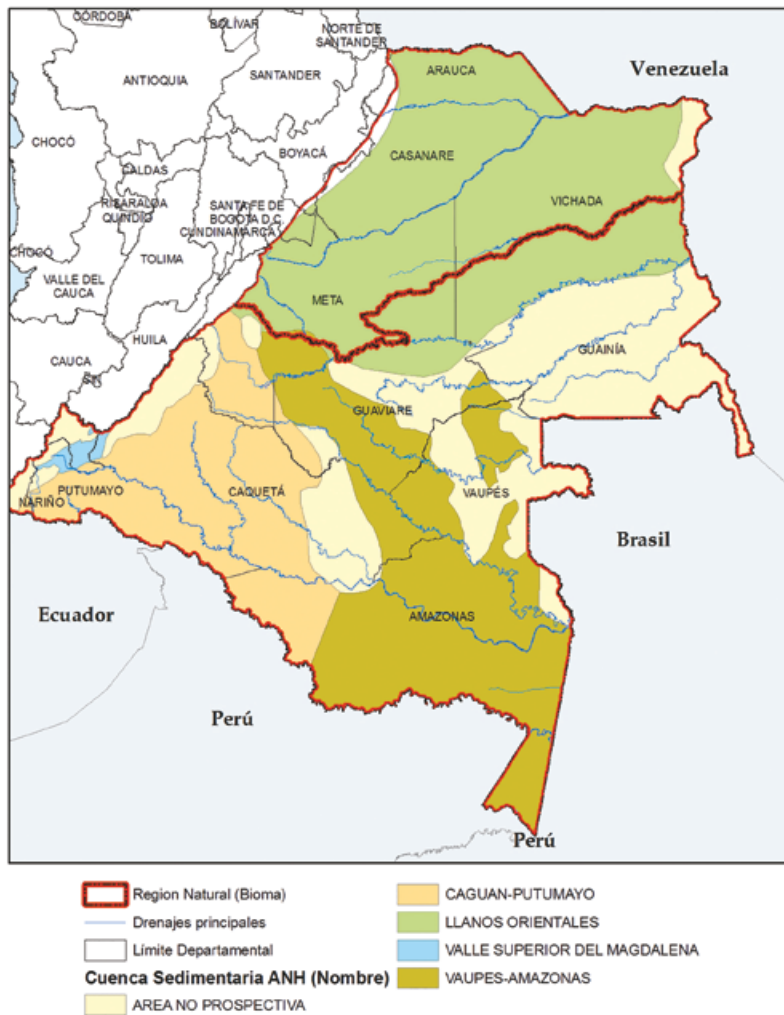 CÓRDOBA
BOLÍVAR
NORTE DE
SANTANDER
ARAUCA
Venezuela
SANTANDER
ANTIOQUIA
CHOCÓ
BOYACÁ
CASANARE
CALDAS
VICHADA
RISARALDA
QUINDÍO
SANTA FE DE
BOGOTA D.C.
CUNDINAMARCA
CHOCÓ
TOLIMA
VALLE DEL
CAUCA
META
HUILA
GUAINÍA
CAUCA
GUAVIARE
PUTUMAYO
NARIÑO
CAQUETÁ
VAUPÉS
Brasil
Ecuador
AMAZONAS
Perú
Perú
Region Natural (Bioma)
Drenajes principales
Límite Departamental
Cuenca Sedimentaria ANH (Nombre)
AREA NO PROSPECTIVA
CAGUAN-PUTUMAYO
LLANOS ORIENTALES
VALLE SUPERIOR DEL MAGDALENA
VAUPES-AMAZONAS